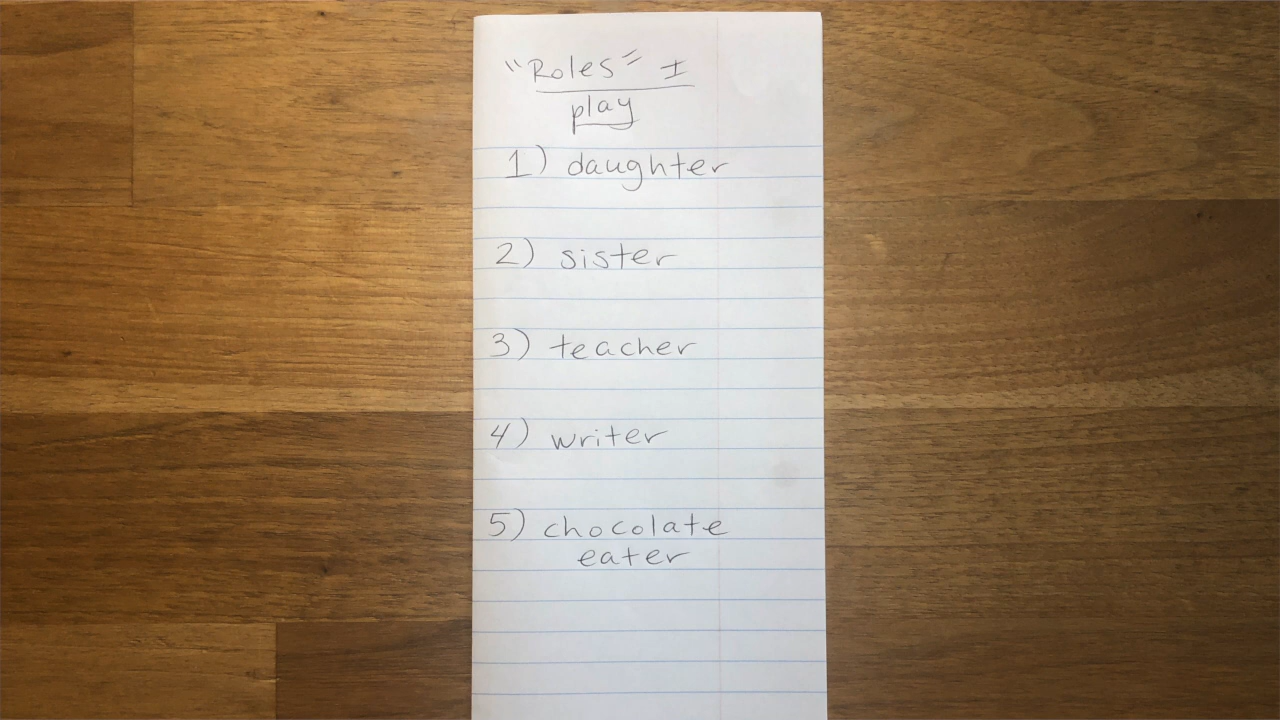 "Roles" I
play
1) daughter
2) sister
3) teacher
4) writer
5) chocolate
eater